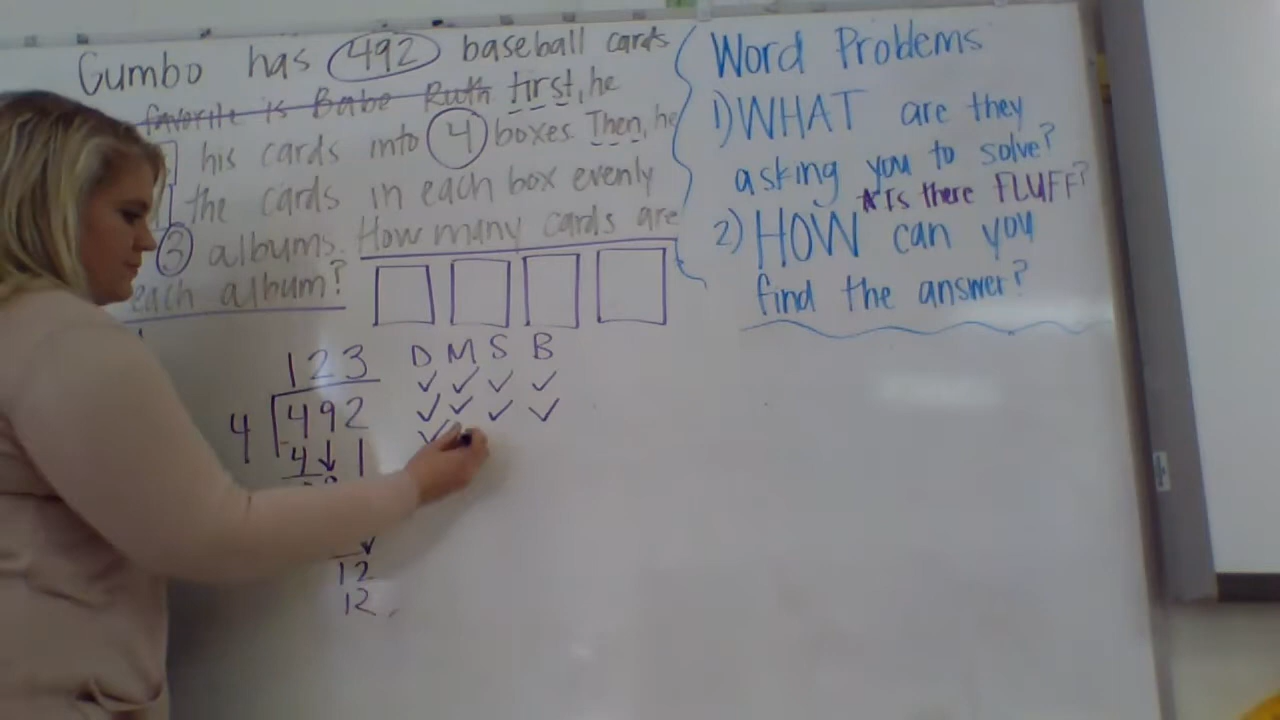 Gumbo has 492 baseball cards
favorite is Babe Ruth first, he
his cards into 4 boxes. Then, he
the cards in each box evenly
3 albums. How many cards are
each album?
Word Problems
1) WHAT are they
asking you to solve?
*Is there FLUFF?
2) HOW can you
find the answer?
123
4 492
4 1
12
12
D M S B
✓ ✓ ✓ ✓
✓ ✓ ✓ ✓
✓